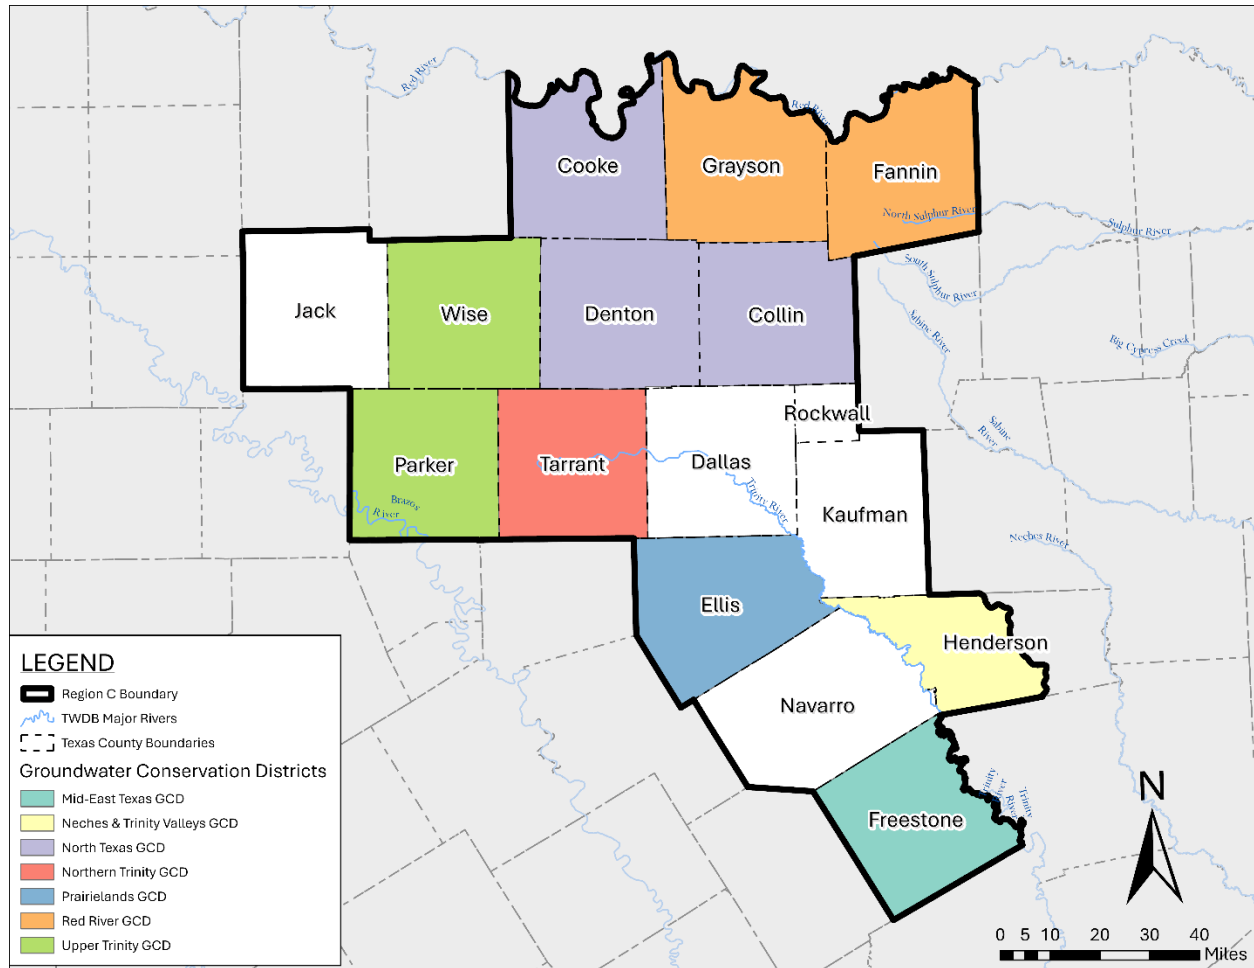 Red River
Red River
Cooke
Grayson
Fannin
North Sulphur River
Sulphur River
South Sulphur River
Jack
Wise
Denton
Collin
Sabine River
Big Cypress Creek
Rockwall
Parker
Tarrant
Dallas
Sabine
River
Brazos
River
Trinity River
Kaufman
Neches River
Ellis
Henderson
Navarro
Freestone
Trinity
River
Trinity
River
LEGEND
Region C Boundary
TWDB Major Rivers
Texas County Boundaries
Groundwater Conservation Districts
Mid-East Texas GCD
Neches & Trinity Valleys GCD
North Texas GCD
Northern Trinity GCD
Prairielands GCD
Red River GCD
Upper Trinity GCD
N
0 5 10 20 30 40
Miles